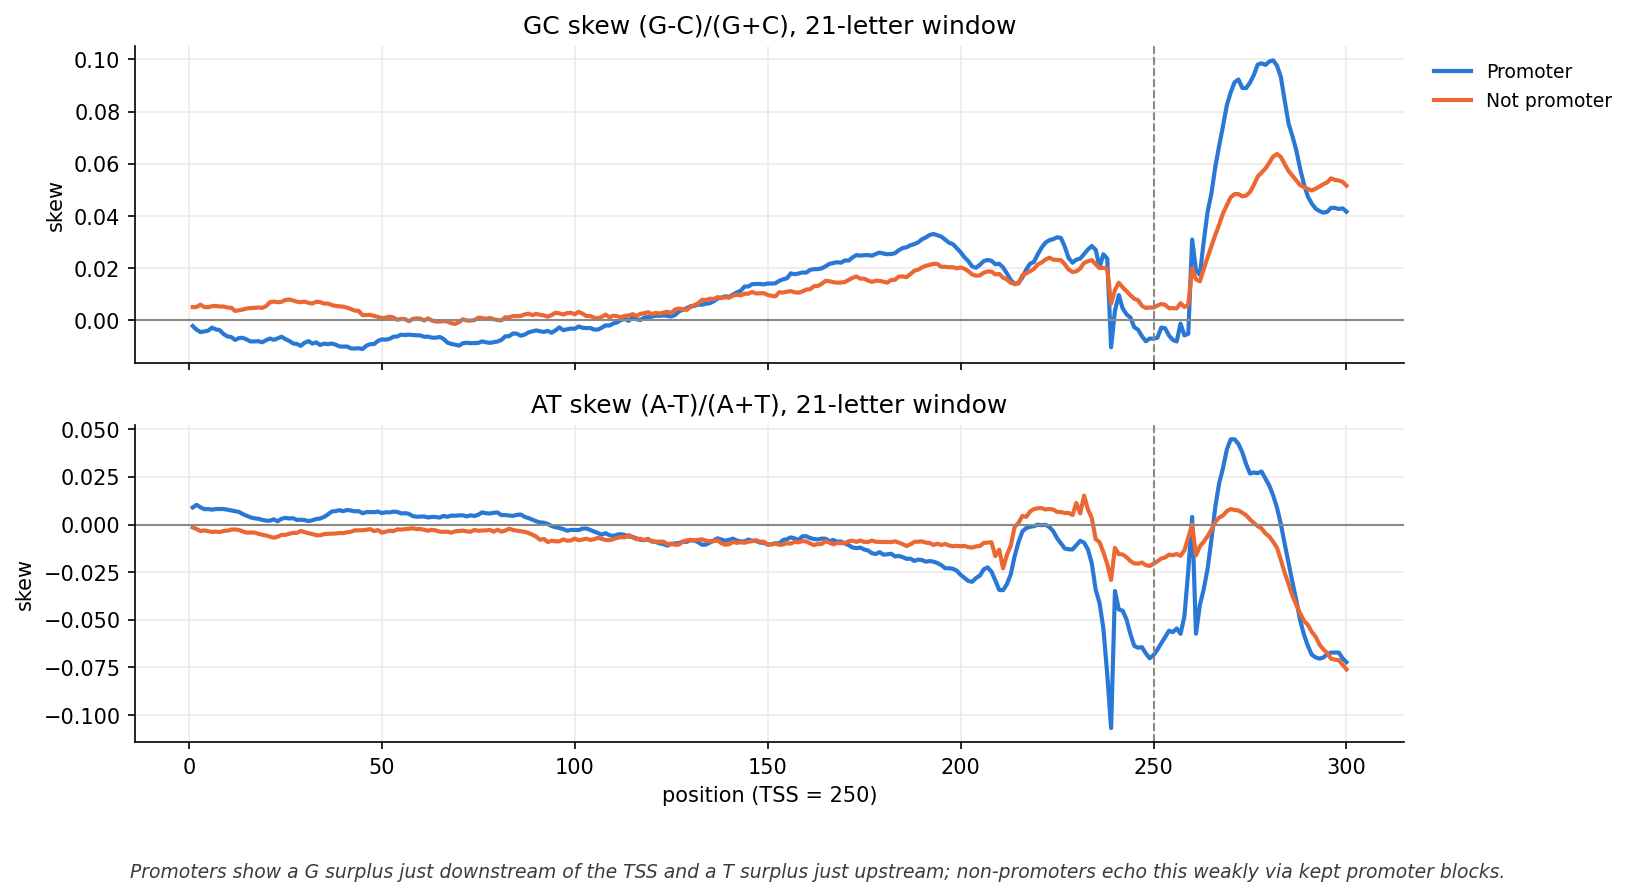 GC skew (G-C)/(G+C), 21-letter window
0.10
0.08
0.06
0.04
0.02
0.00
skew
Promoter
Not promoter
AT skew (A-T)/(A+T), 21-letter window
0.050
0.025
0.000
−0.025
−0.050
−0.075
−0.100
skew
0 50 100 150 200 250 300
position (TSS = 250)
Promoters show a G surplus just downstream of the TSS and a T surplus just upstream; non-promoters echo this weakly via kept promoter blocks.